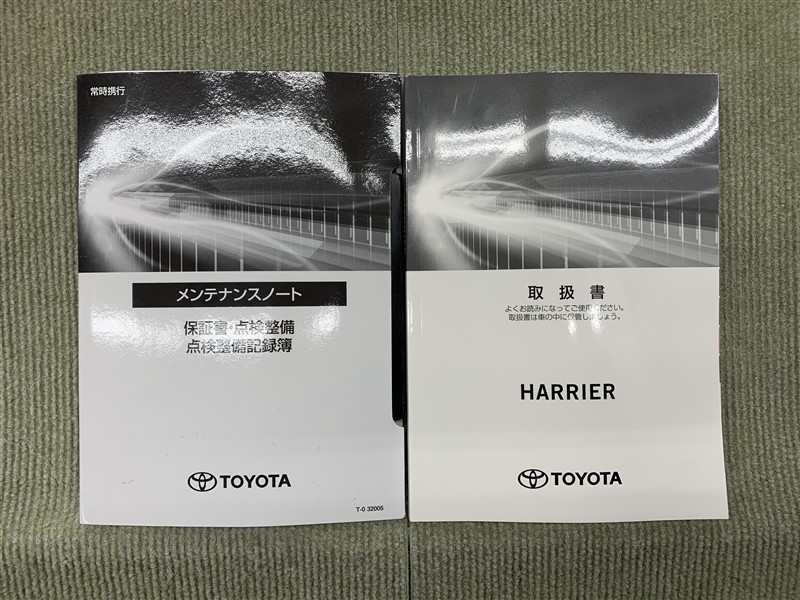 常時携行
メンテナンスノート
保証書・点検整備
点検整備記録簿
TOYOTA
T-0 32005
取扱書
よくお読みになってご使用ください。
取扱書は車の中に保管しましょう。
HARRIER
TOYOTA